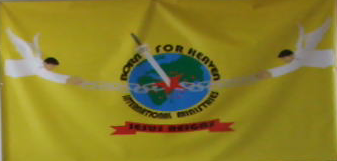 BORN FOR HEAVEN
INTERNATIONAL MINISTRIES
JESUS REIGNS